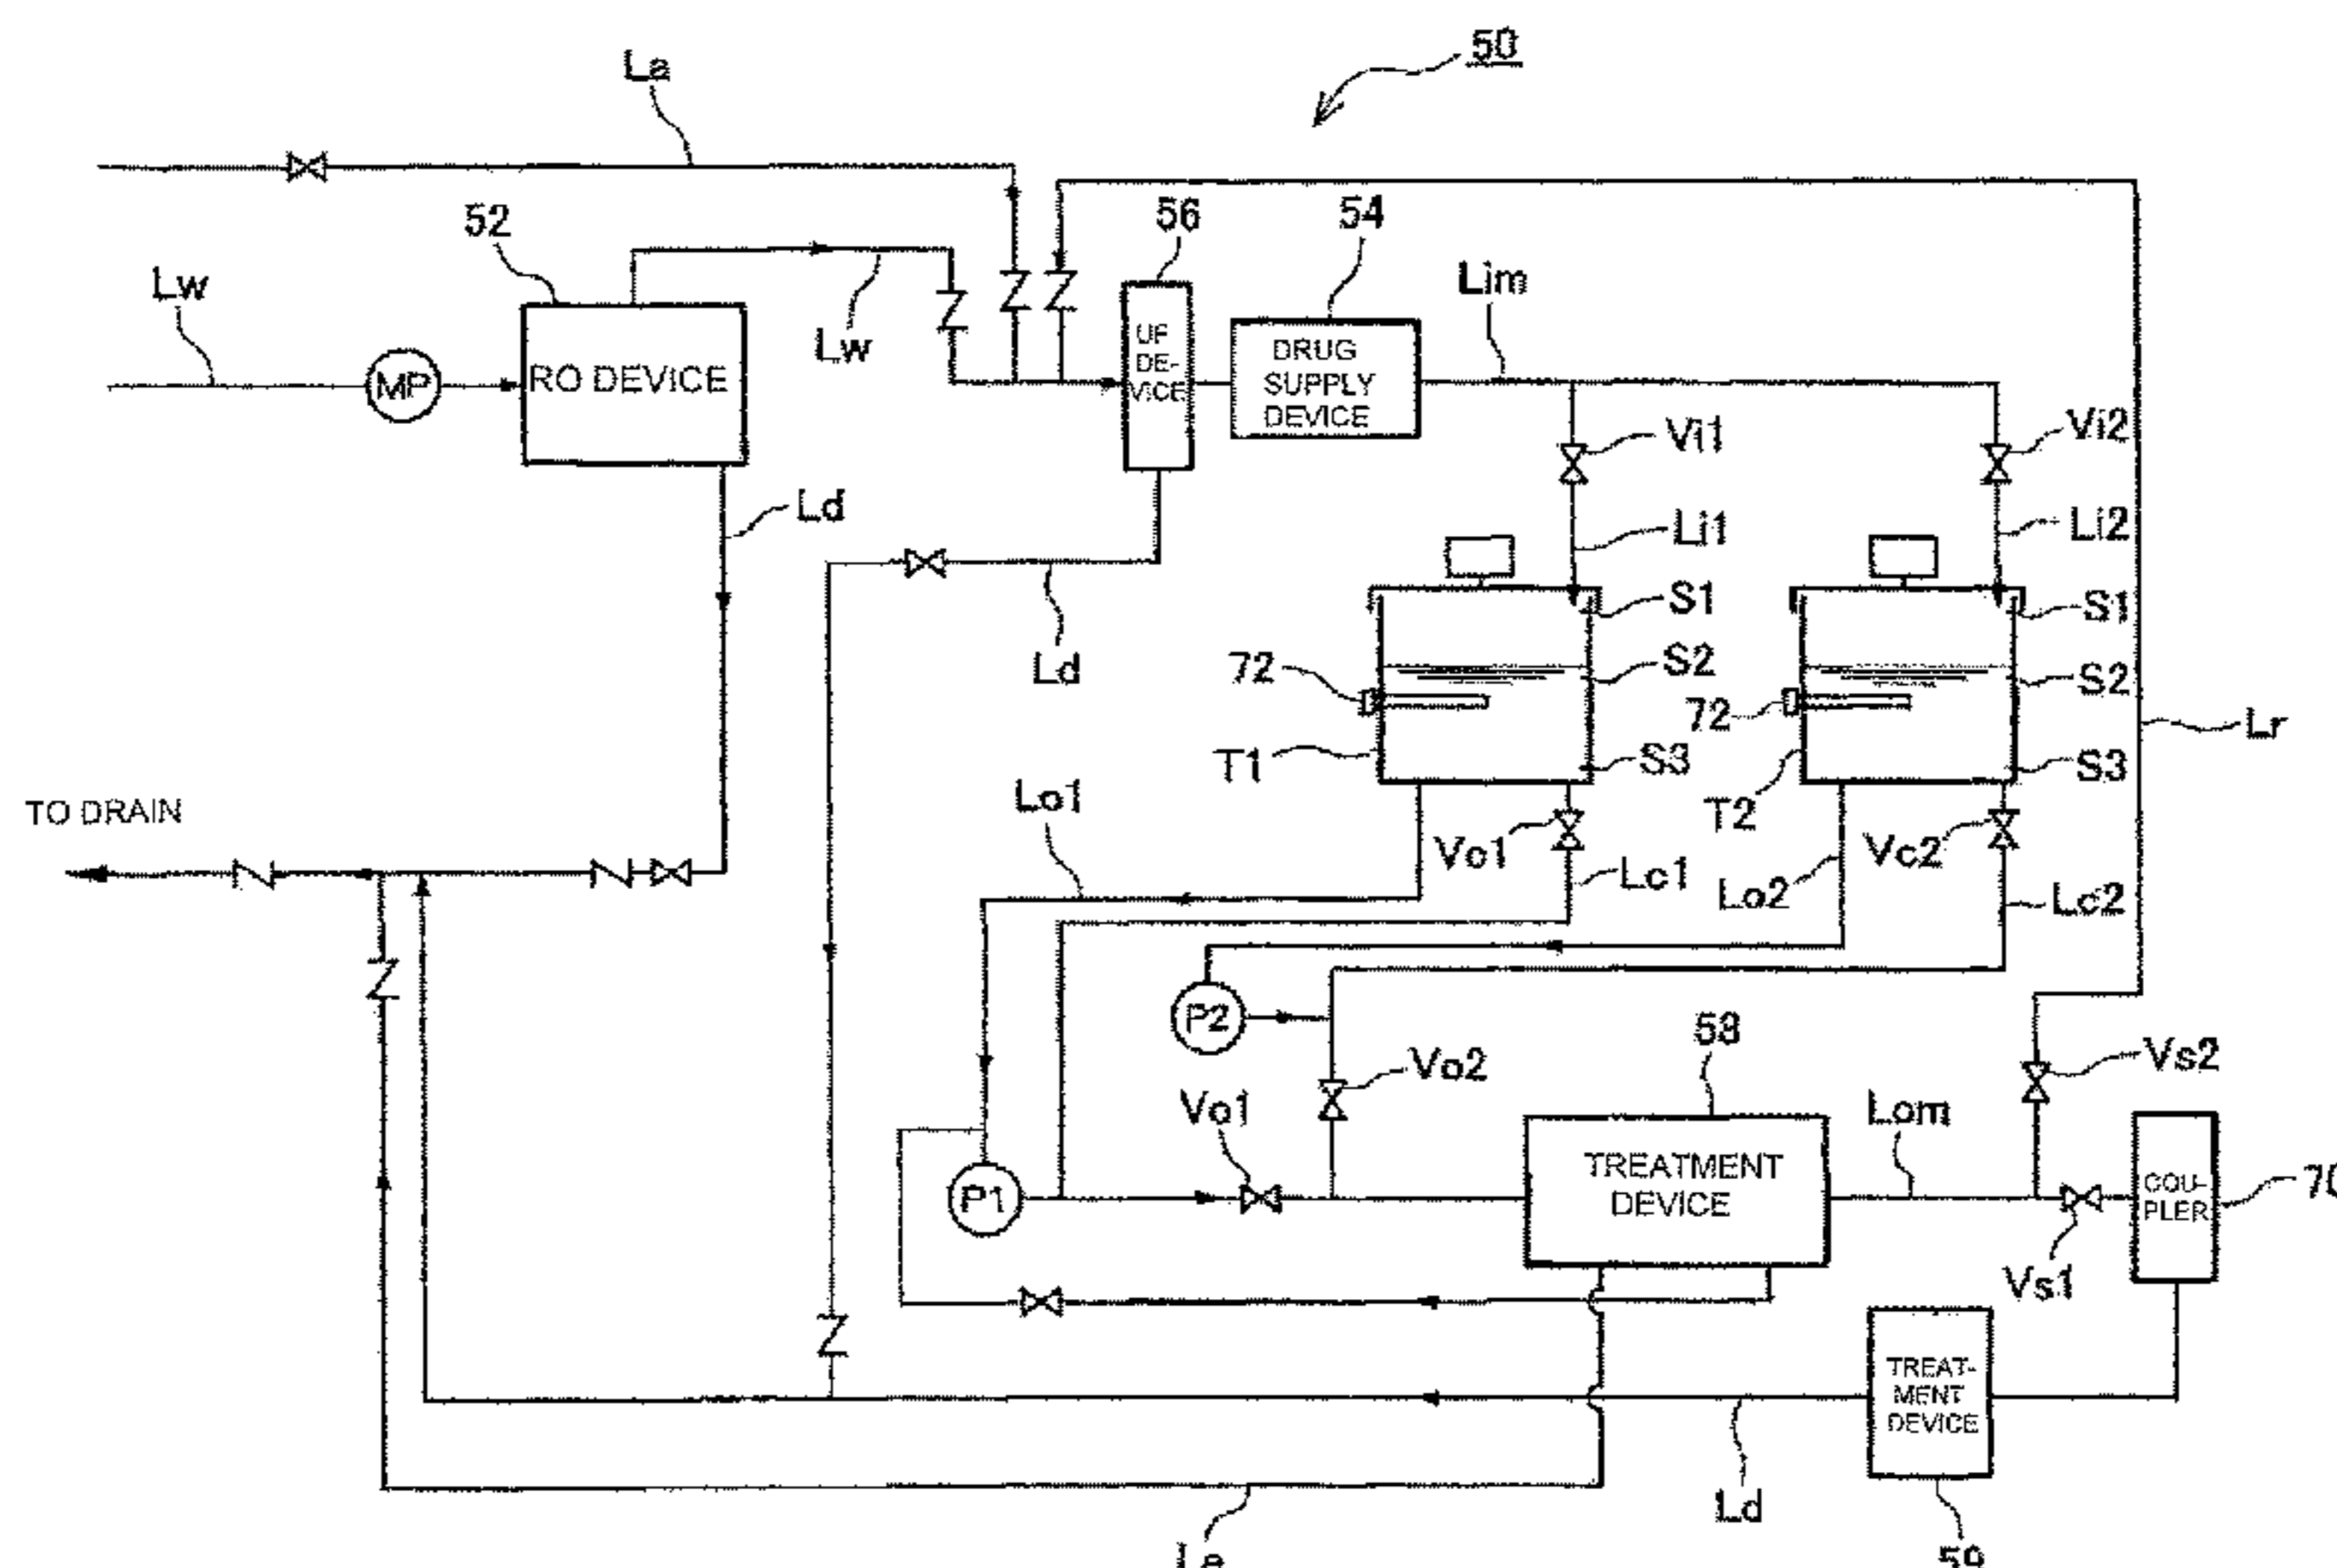 50
La
52
56
54
Lw
Lw
Lim
UF
DE-
VICE
DRUG
SUPPLY
DEVICE
MP
RO DEVICE
Vi1
Vi2
Ld
Li1
Li2
S1
S1
Ld
72
S2
72
S2
Lr
T1
S3
T2
S3
TO DRAIN
Lo1
Vc1
Lc1
Lo2
Vc2
Lc2
P2
58
Vs2
Vo2
Vo1
Lom
P1
TREATMENT
DEVICE
COU-
PLER
70
Vs1
TREAT-
MENT
DEVICE
Ld
Le
59